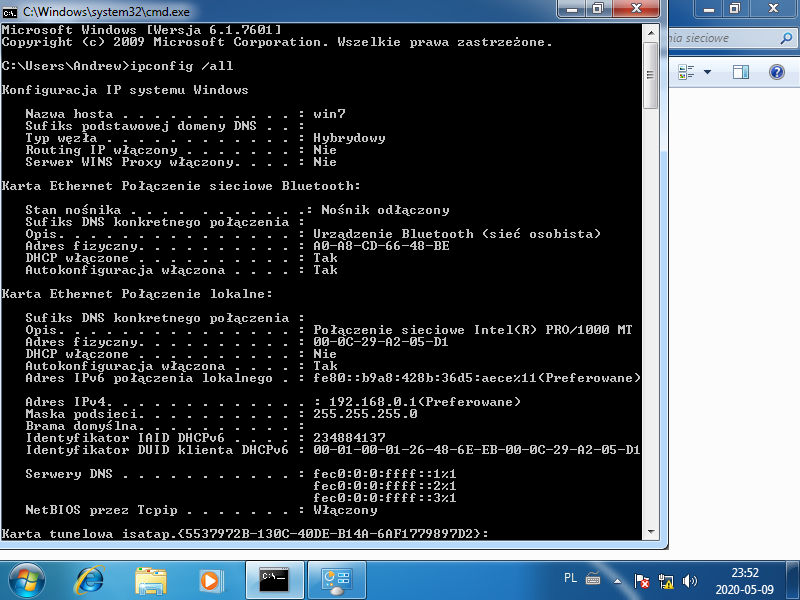 C:\Windows\system32\cmd.exe
Microsoft Windows [Wersja 6.1.7601]
Copyright (c) 2009 Microsoft Corporation. Wszelkie prawa zastrzeżone.
C:\Users\Andrew>ipconfig /all
Konfiguracja IP systemu Windows
Nazwa hosta . . . . . . . . . . . : win7
Sufiks podstawowej domeny DNS . . :
Typ węzła . . . . . . . . . . . . : Hybrydowy
Routing IP włączony . . . . . . . : Nie
Serwer WINS Proxy włączony. . . . : Nie
Karta Ethernet Połączenie sieciowe Bluetooth:
Stan nośnika . . . . . . . . . . .: Nośnik odłączony
Sufiks DNS konkretnego połączenia :
Opis. . . . . . . . . . . . . . . : Urządzenie Bluetooth (sieć osobista)
Adres fizyczny. . . . . . . . . . : A0-A8-CD-66-48-BE
DHCP włączone . . . . . . . . . . : Tak
Autokonfiguracja włączona . . . . : Tak
Karta Ethernet Połączenie lokalne:
Sufiks DNS konkretnego połączenia :
Opis. . . . . . . . . . . . . . . : Połączenie sieciowe Intel(R) PRO/1000 MT
Adres fizyczny. . . . . . . . . . : 00-0C-29-A2-05-D1
DHCP włączone . . . . . . . . . . : Nie
Autokonfiguracja włączona . . . . : Tak
Adres IPv6 połączenia lokalnego . : fe80::b9a8:428b:36d5:aece%11(Preferowane)
Adres IPv4. . . . . . . . . . . . . : 192.168.0.1(Preferowane)
Maska podsieci. . . . . . . . . . : 255.255.255.0
Brama domyślna. . . . . . . . . . :
Identyfikator IAID DHCPv6 . . . . : 234884137
Identyfikator DUID klienta DHCPv6 : 00-01-00-01-26-48-6E-EB-00-0C-29-A2-05-D1
Serwery DNS . . . . . . . . . . . : fec0:0:0:ffff::1%1
fec0:0:0:ffff::2%1
fec0:0:0:ffff::3%1
NetBIOS przez Tcpip . . . . . . . : Włączony
Karta tunelowa isatap.{5537972B-130C-40DE-B14A-6AF1779897D2}:
nia sieciowe
PL
23:52
2020-05-09